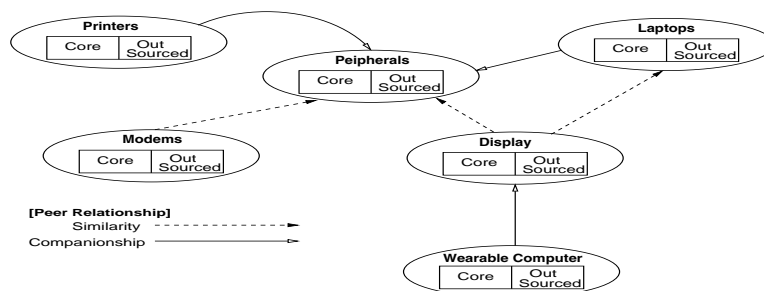 Printers
Core
Out
Sourced
Peipherals
Core
Out
Sourced
Laptops
Core
Out
Sourced
Modems
Core
Out
Sourced
Display
Core
Out
Sourced
[Peer Relationship]
Similarity
Companionship
Wearable Computer
Core
Out
Sourced